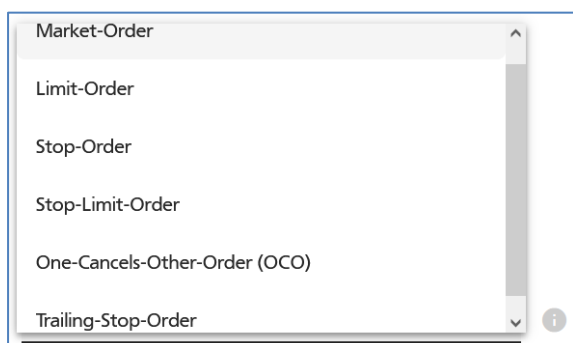 Market-Order
Limit-Order
Stop-Order
Stop-Limit-Order
One-Cancels-Other-Order (OCO)
Trailing-Stop-Order